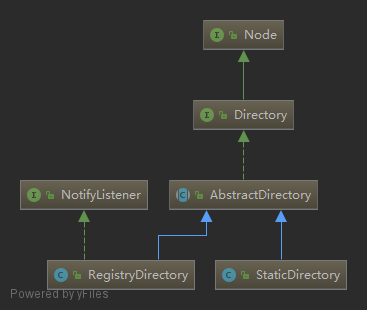 Node
Directory
NotifyListener
AbstractDirectory
RegistryDirectory
StaticDirectory
Powered by yFiles